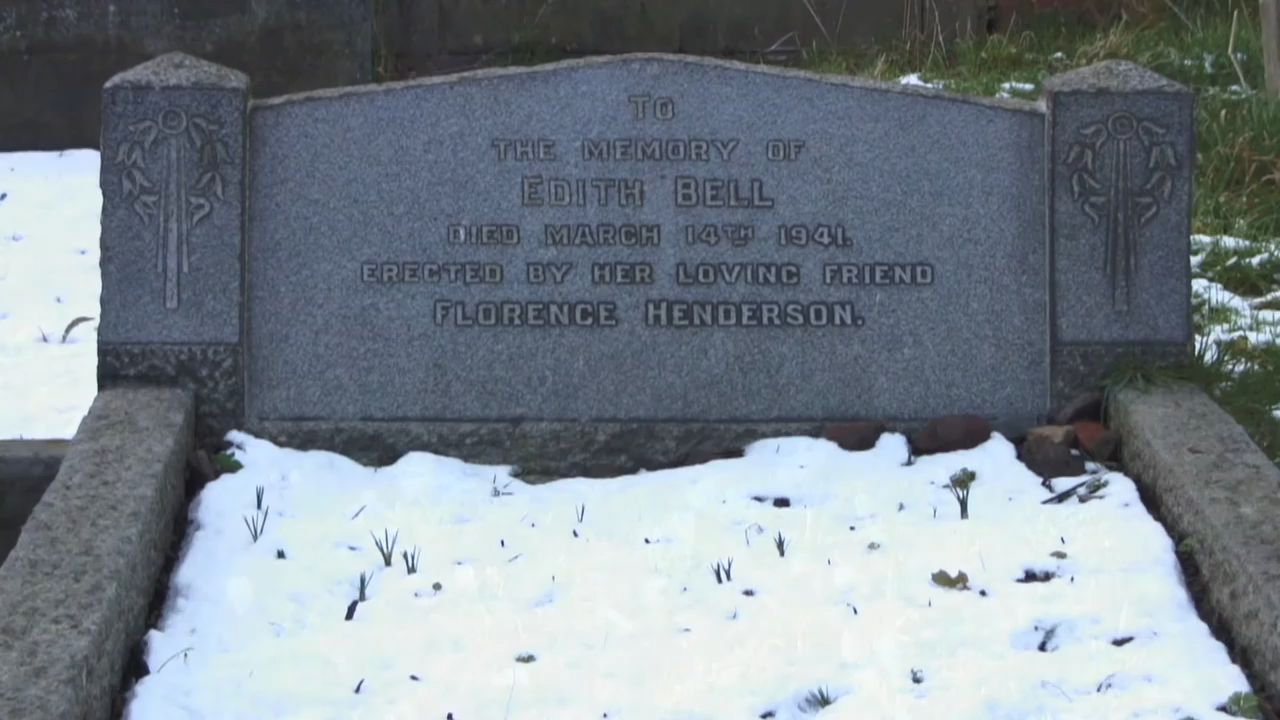 TO
THE MEMORY OF
EDITH BELL
DIED MARCH 14TH 1941.
ERECTED BY HER LOVING FRIEND
FLORENCE HENDERSON.